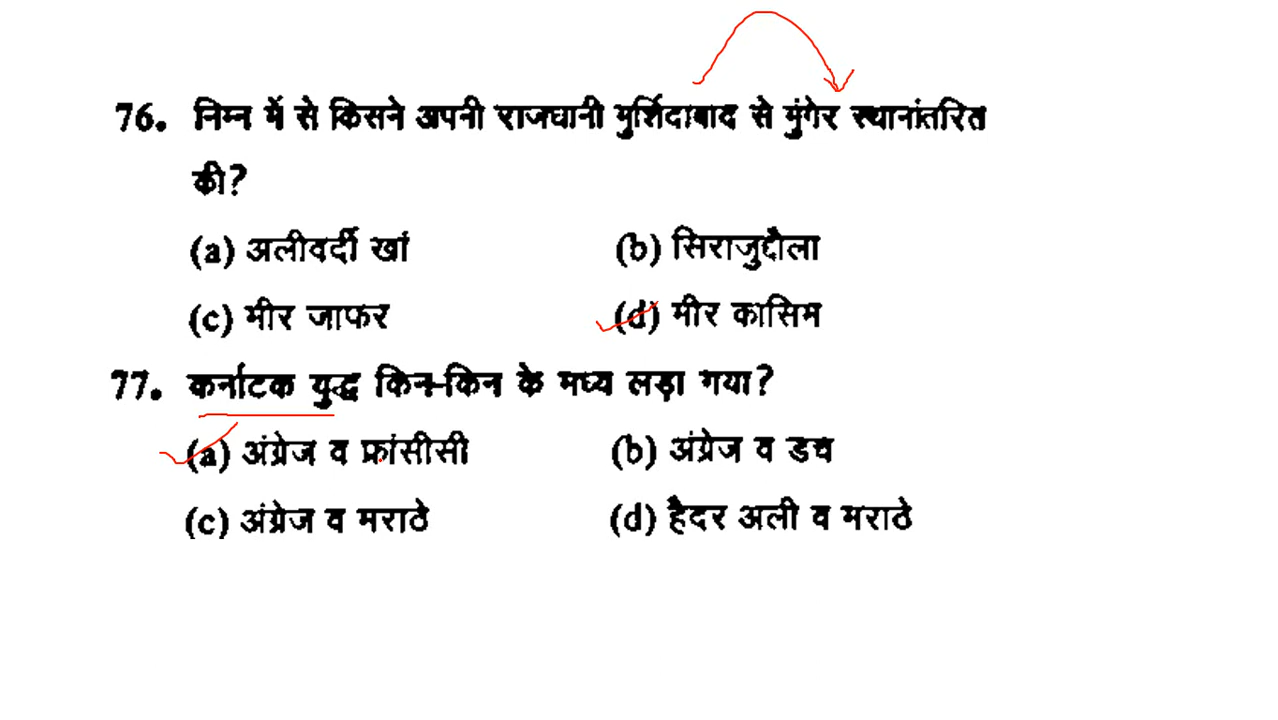 76. निम्न में से किसने अपनी राजधानी मुर्शिदाबाद से मुंगेर स्थानांतरित
की?
(a) अलीवर्दी खां (b) सिराजुद्दौला
(c) मीर जाफर (d) मीर कासिम
77. कर्नाटक युद्ध किन-किन के मध्य लड़ा गया?
(a) अंग्रेज व फ्रांसीसी (b) अंग्रेज व डच
(c) अंग्रेज व मराठे (d) हैदर अली व मराठे